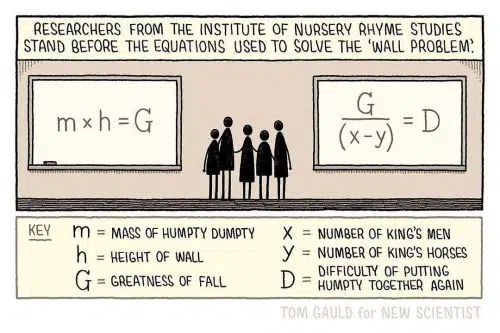 RESEARCHERS FROM THE INSTITUTE OF NURSERY RHYME STUDIES
STAND BEFORE THE EQUATIONS USED TO SOLVE THE 'WALL PROBLEM'.
m × h = G
G
(x-y)
= D
KEY
m = MASS OF HUMPTY DUMPTY
h = HEIGHT OF WALL
G = GREATNESS OF FALL
X = NUMBER OF KING'S MEN
y = NUMBER OF KING'S HORSES
D = DIFFICULTY OF PUTTING
HUMPTY TOGETHER AGAIN
TOM GAULD for NEW SCIENTIST